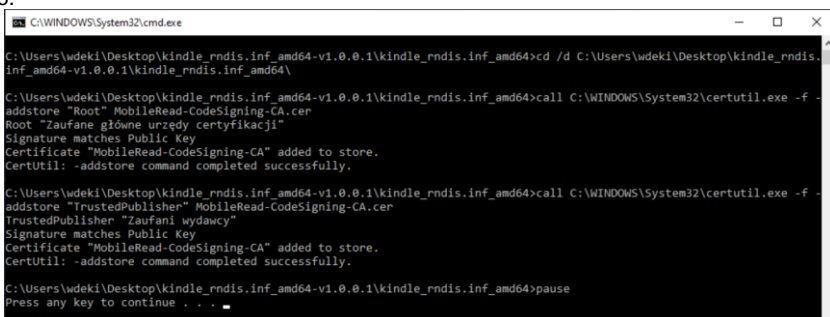 C:\WINDOWS\System32\cmd.exe
C:\Users\wdeki\Desktop\kindle_rndis.inf_amd64-v1.0.0.1\kindle_rndis.inf_amd64>cd /d C:\Users\wdeki\Desktop\kindle_rndis.
inf_amd64-v1.0.0.1\kindle_rndis.inf_amd64\
C:\Users\wdeki\Desktop\kindle_rndis.inf_amd64-v1.0.0.1\kindle_rndis.inf_amd64>call C:\WINDOWS\System32\certutil.exe -f -
addstore "Root" MobileRead-CodeSigning-CA.cer
Root "Zaufane główne urzędy certyfikacji"
Signature matches Public Key
Certificate "MobileRead-CodeSigning-CA" added to store.
CertUtil: -addstore command completed successfully.
C:\Users\wdeki\Desktop\kindle_rndis.inf_amd64-v1.0.0.1\kindle_rndis.inf_amd64>call C:\WINDOWS\System32\certutil.exe -f -
addstore "TrustedPublisher" MobileRead-CodeSigning-CA.cer
TrustedPublisher "Zaufani wydawcy"
Signature matches Public Key
Certificate "MobileRead-CodeSigning-CA" added to store.
CertUtil: -addstore command completed successfully.
C:\Users\wdeki\Desktop\kindle_rndis.inf_amd64-v1.0.0.1\kindle_rndis.inf_amd64>pause
Press any key to continue . . .